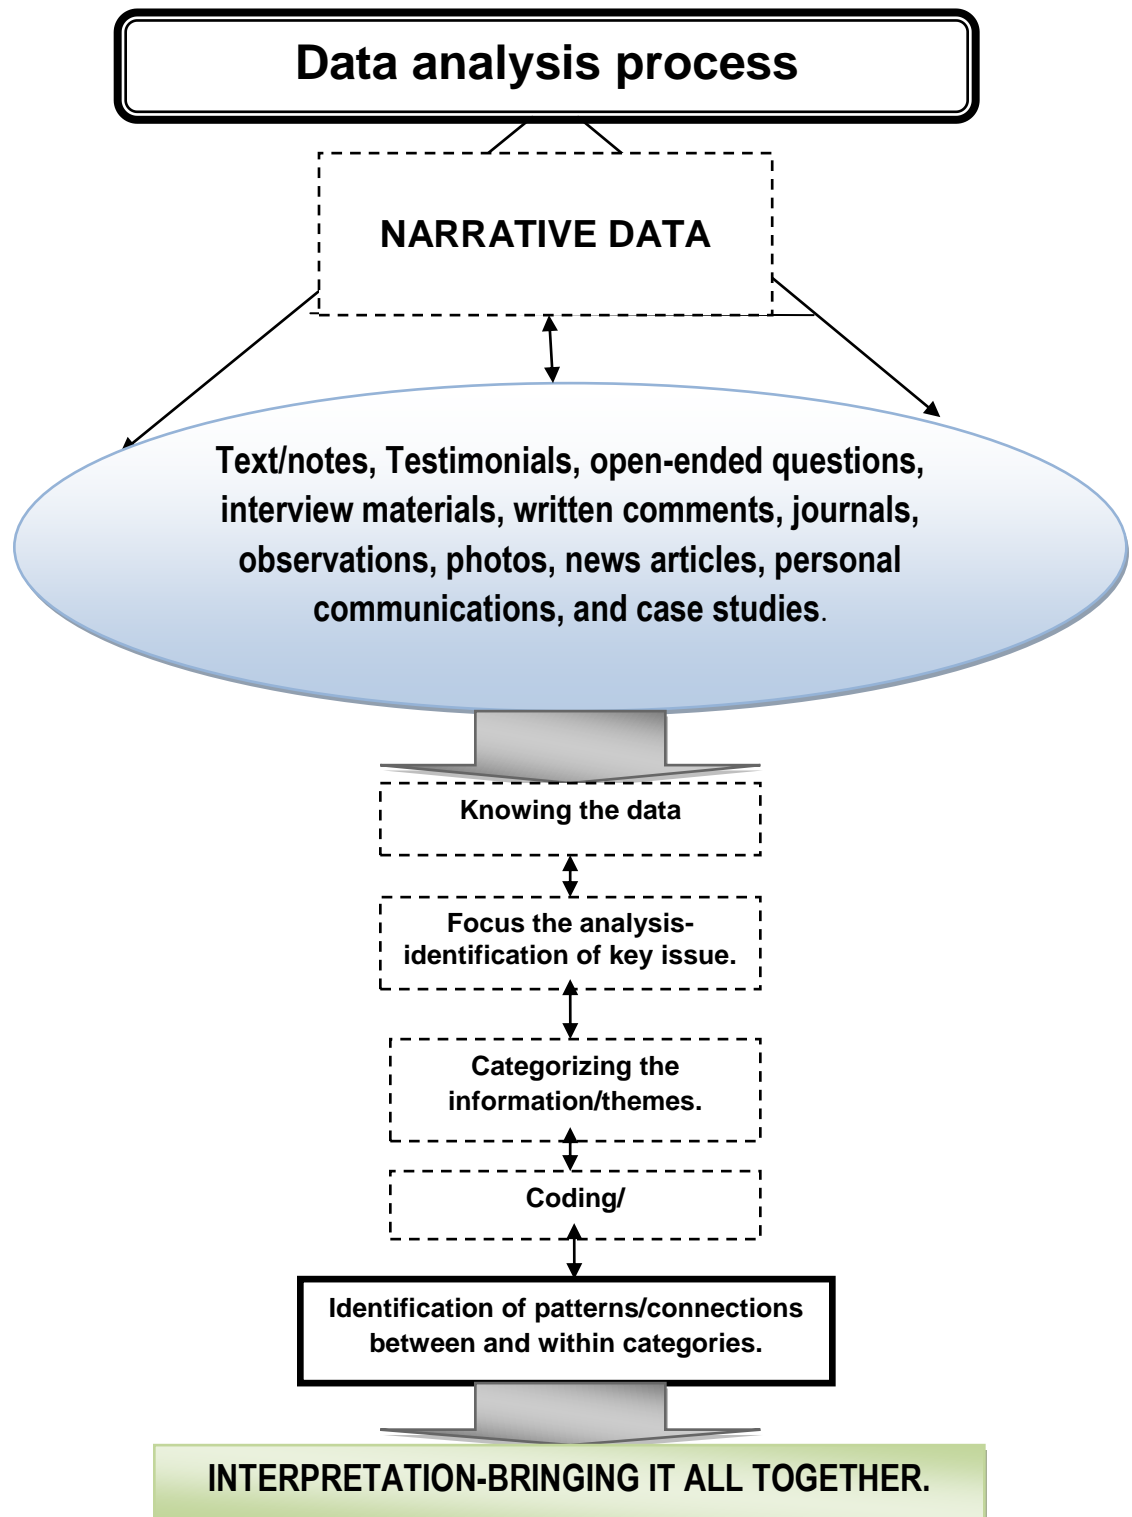 Data analysis process
NARRATIVE DATA
Text/notes, Testimonials, open-ended questions,
interview materials, written comments, journals,
observations, photos, news articles, personal
communications, and case studies.
Knowing the data
Focus the analysis-
identification of key issue.
Categorizing the
information/themes.
Coding/
Identification of patterns/connections
between and within categories.
INTERPRETATION-BRINGING IT ALL TOGETHER.